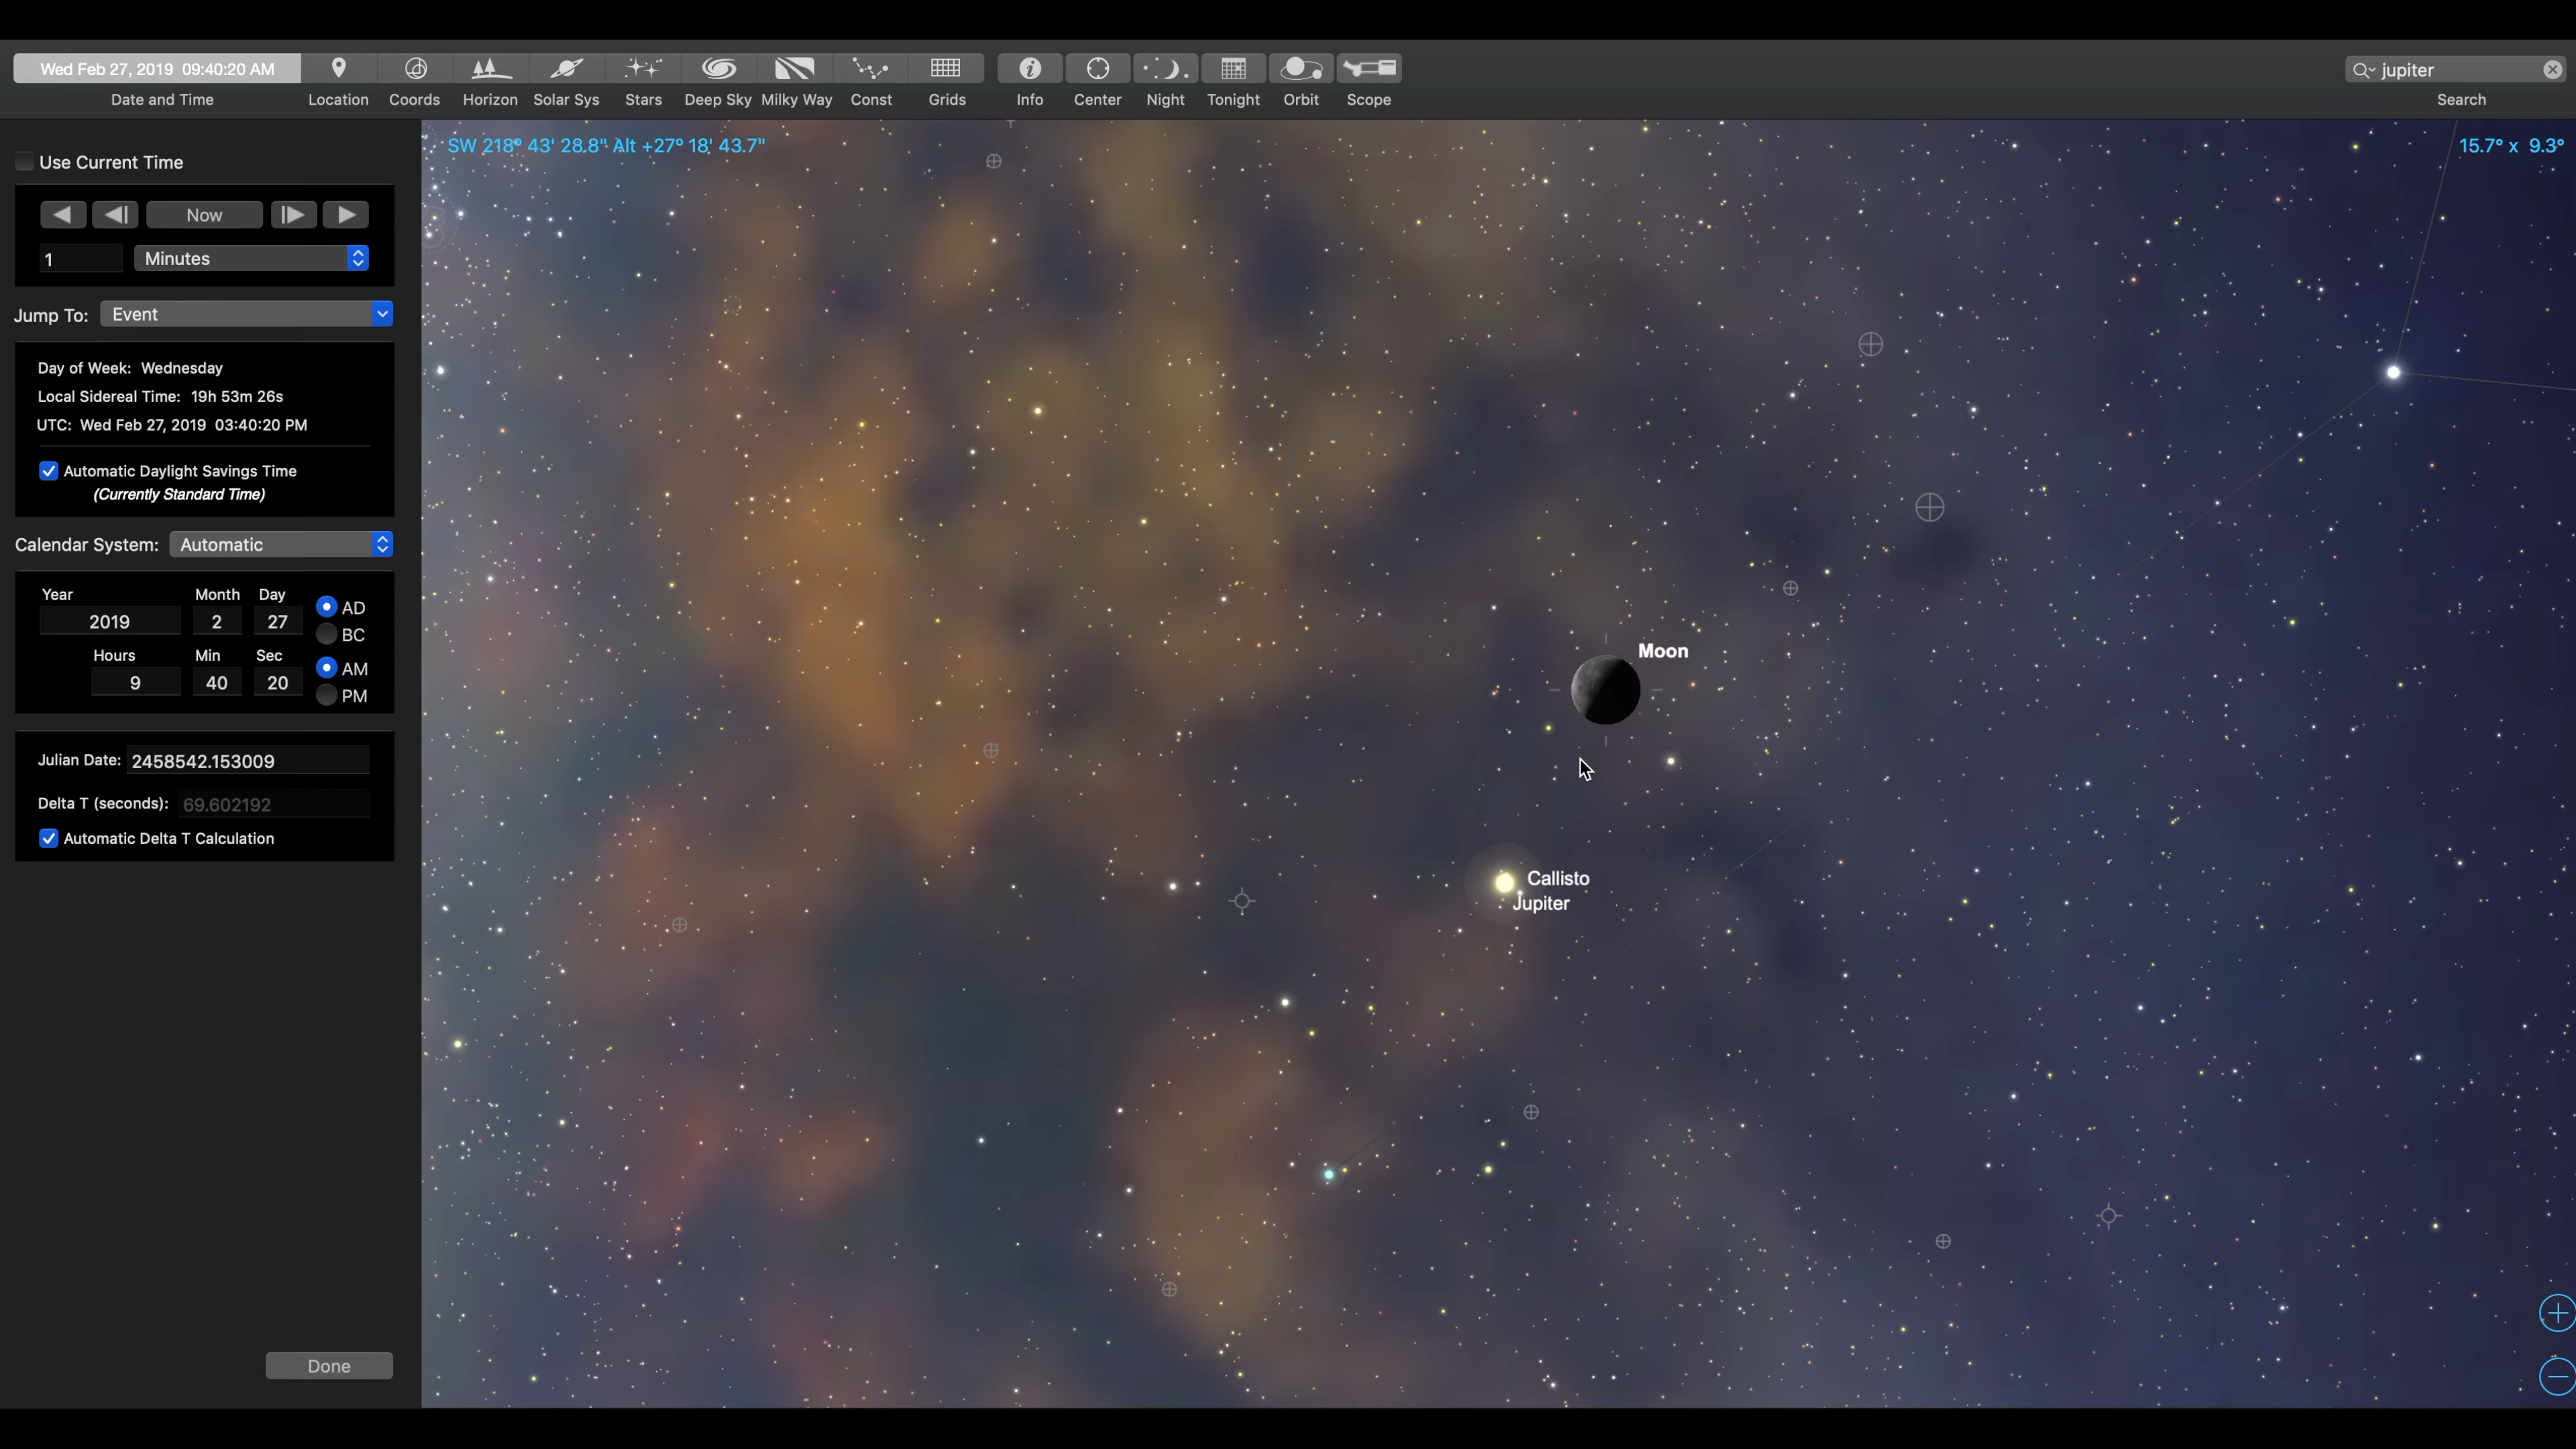 Wed Feb 27, 2019 09:40:20 AM
jupiter
Date and Time
Location
Coords
Horizon
Solar Sys
Stars
Deep Sky
Milky Way
Const
Grids
Info
Center
Night
Tonight
Orbit
Scope
Search
SW 218° 43' 28.8" Alt +27° 18' 43.7"
15.7° x 9.3°
Use Current Time
Now
1
Minutes
Jump To: Event
Day of Week: Wednesday
Local Sidereal Time: 19h 53m 26s
UTC: Wed Feb 27, 2019 03:40:20 PM
Automatic Daylight Savings Time
(Currently Standard Time)
Calendar System: Automatic
Year Month Day
2019 2 27
AD
BC
Hours Min Sec
9 40 20
AM
PM
Julian Date: 2458542.153009
Delta T (seconds): 69.602192
Automatic Delta T Calculation
Done
Moon
Callisto
Jupiter